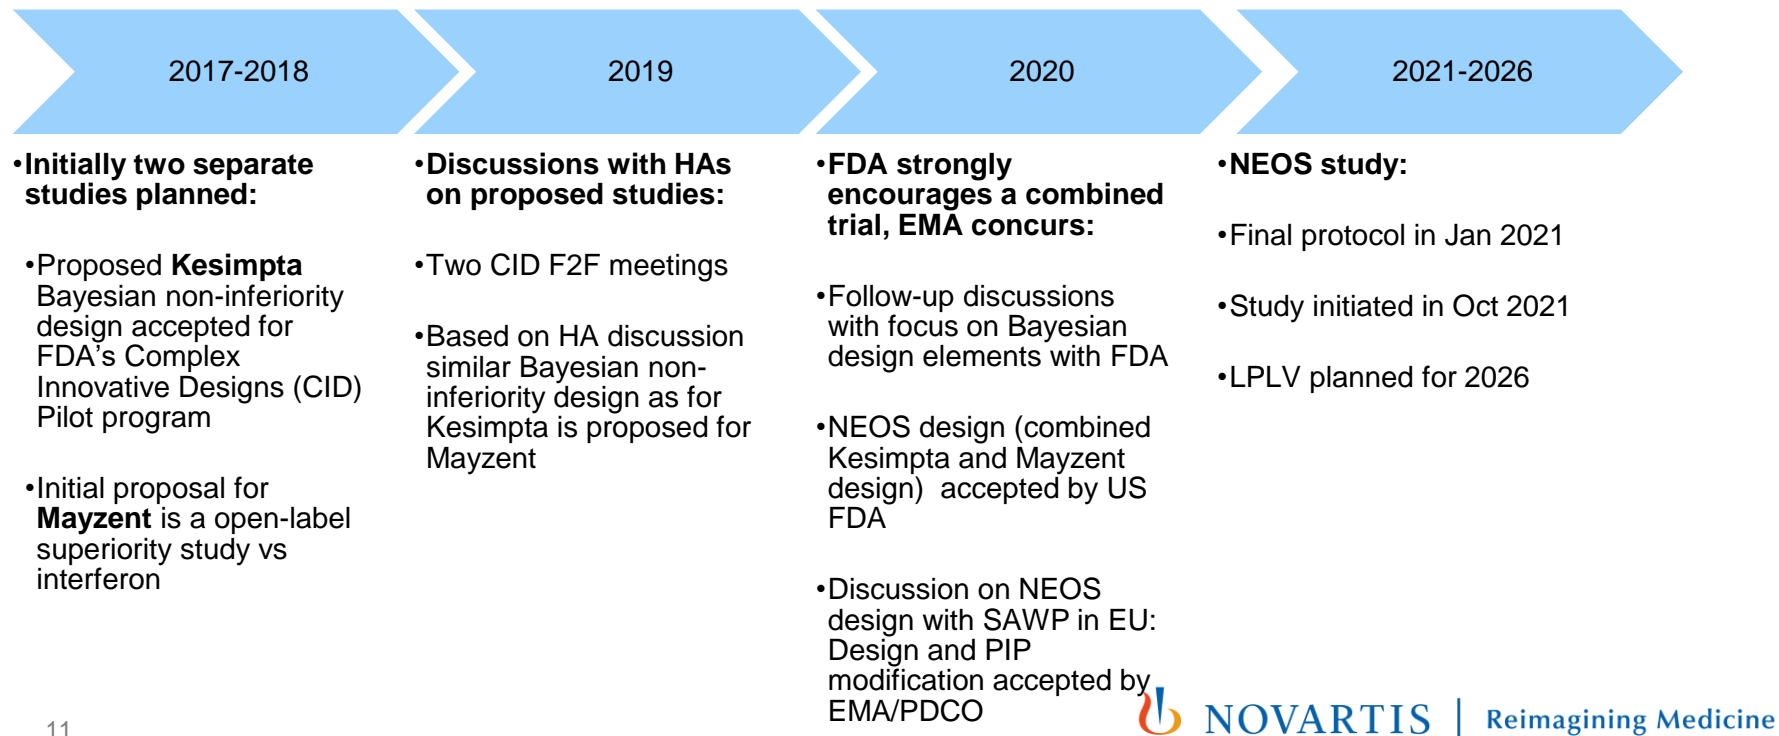 2017-2018
2019
2020
2021-2026
•Initially two separate
studies planned:
•Proposed Kesimpta
Bayesian non-inferiority
design accepted for
FDA's Complex
Innovative Designs (CID)
Pilot program
•Initial proposal for
Mayzent is a open-label
superiority study vs
interferon
•Discussions with HAs
on proposed studies:
•Two CID F2F meetings
•Based on HA discussion
similar Bayesian non-
inferiority design as for
Kesimpta is proposed for
Mayzent
•FDA strongly
encourages a combined
trial, EMA concurs:
•Follow-up discussions
with focus on Bayesian
design elements with FDA
•NEOS design (combined
Kesimpta and Mayzent
design) accepted by US
FDA
•Discussion on NEOS
design with SAWP in EU:
Design and PIP
modification accepted by
EMA/PDCO
•NEOS study:
•Final protocol in Jan 2021
•Study initiated in Oct 2021
•LPLV planned for 2026
11
NOVARTIS | Reimagining Medicine